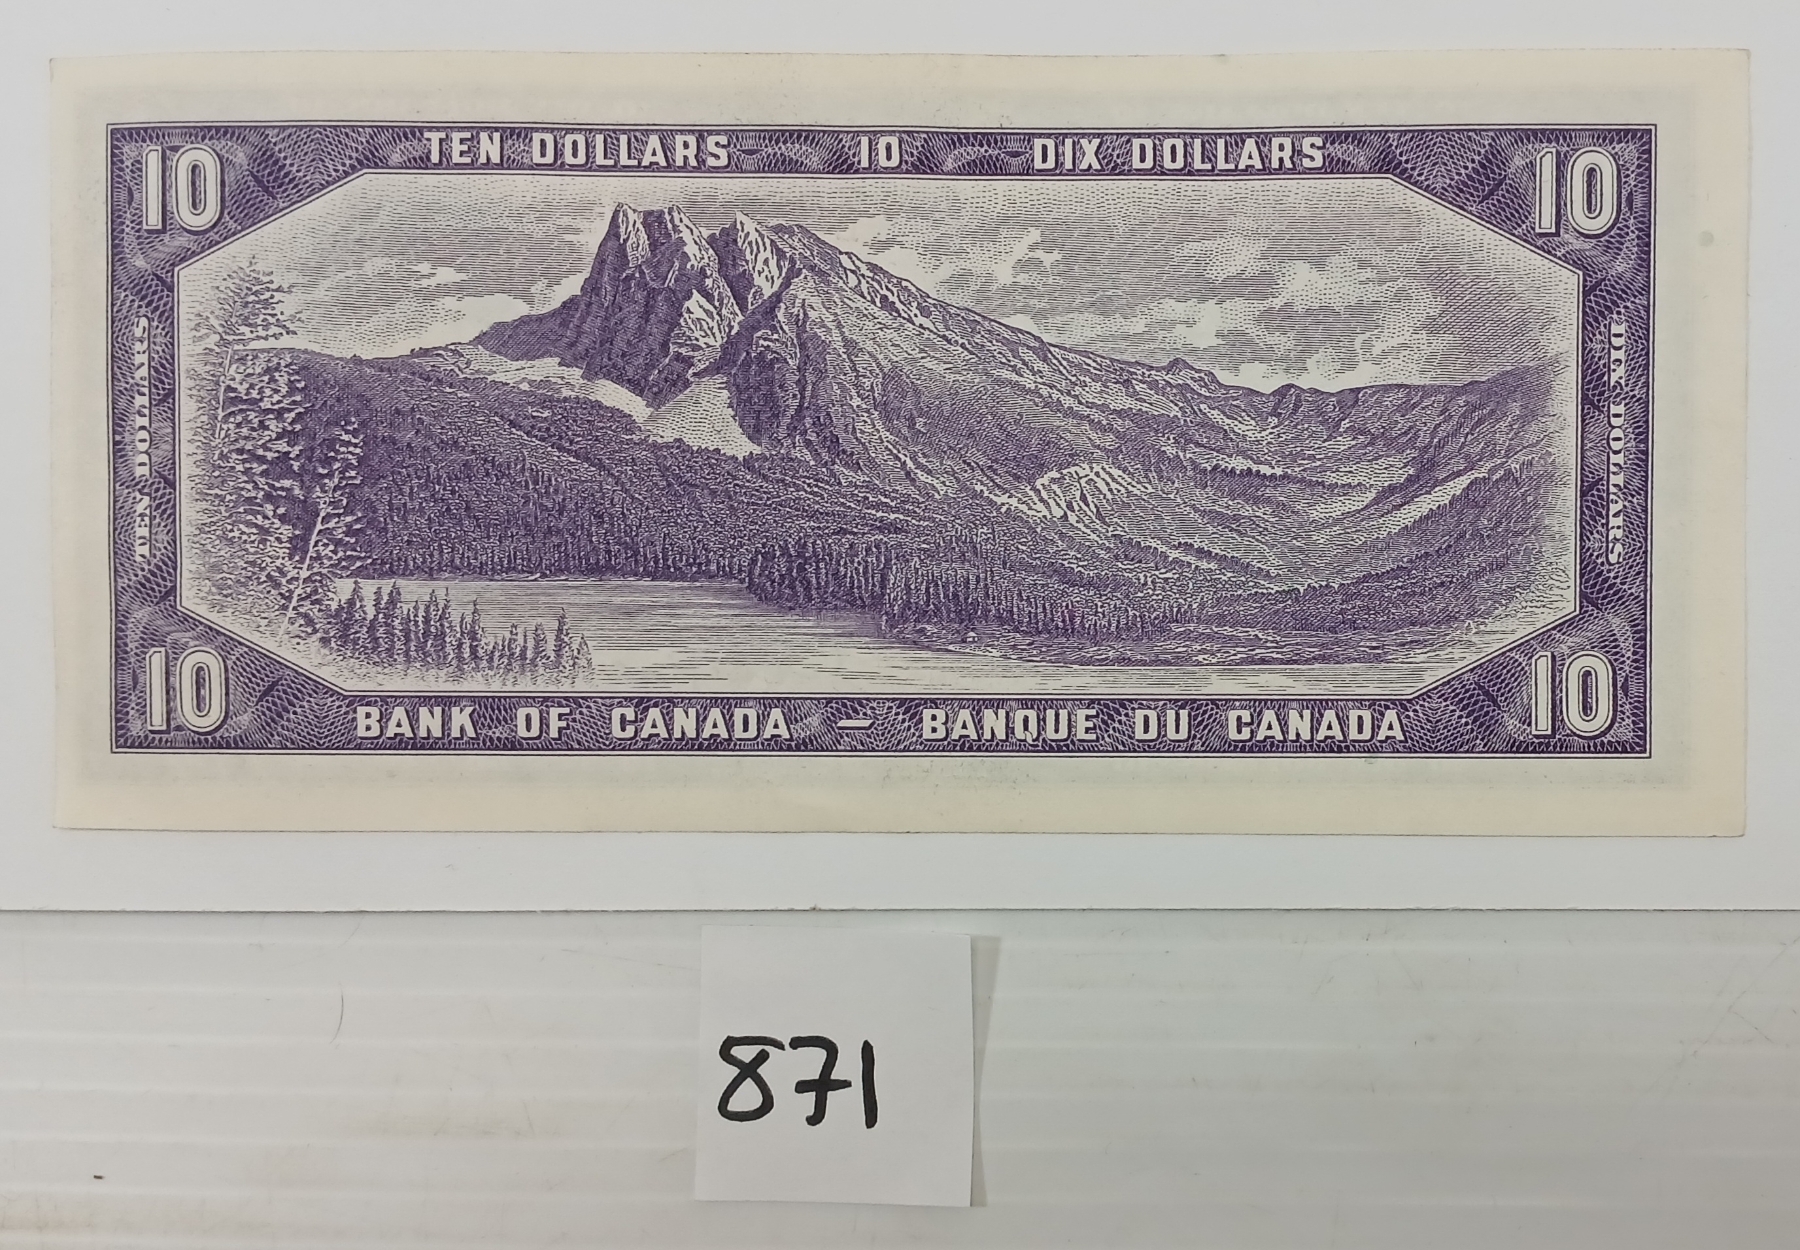 TEN DOLLARS 10 DIX DOLLARS
10 10
TEN DOLLARS
DIX DOLLARS
10 10
BANK OF CANADA — BANQUE DU CANADA
871